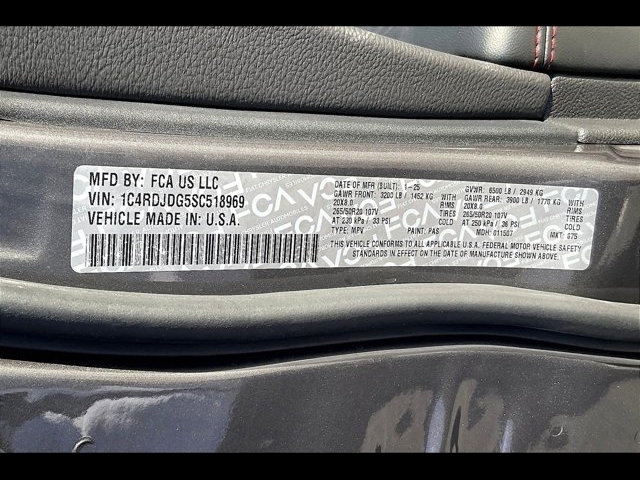 MFD BY: FCA US LLC
VIN: 1C4RDJDG5SC518969
VEHICLE MADE IN U.S.A.
DATE OF MFR (BUILT): 1-25 GVWR: 6500 LB / 2949 KG
GAWR FRONT: 3200 LB / 1452 KG WITH GAWR REAR: 3900 LB / 1770 KG WITH
20X8.0 RIMS 20X8.0 RIMS
265/50R20 107V TIRES 265/50R20 107V TIRES
AT 230 kPa / 33 PSI COLD AT 250 kPa / 36 PSI COLD
TYPE: MPV PAINT: PAS MDH: 011507 MKT: 075
THIS VEHICLE CONFORMS TO ALL APPLICABLE U.S.A. FEDERAL MOTOR VEHICLE SAFETY
STANDARDS IN EFFECT ON THE DATE OF MANUFACTURE SHOWN ABOVE.